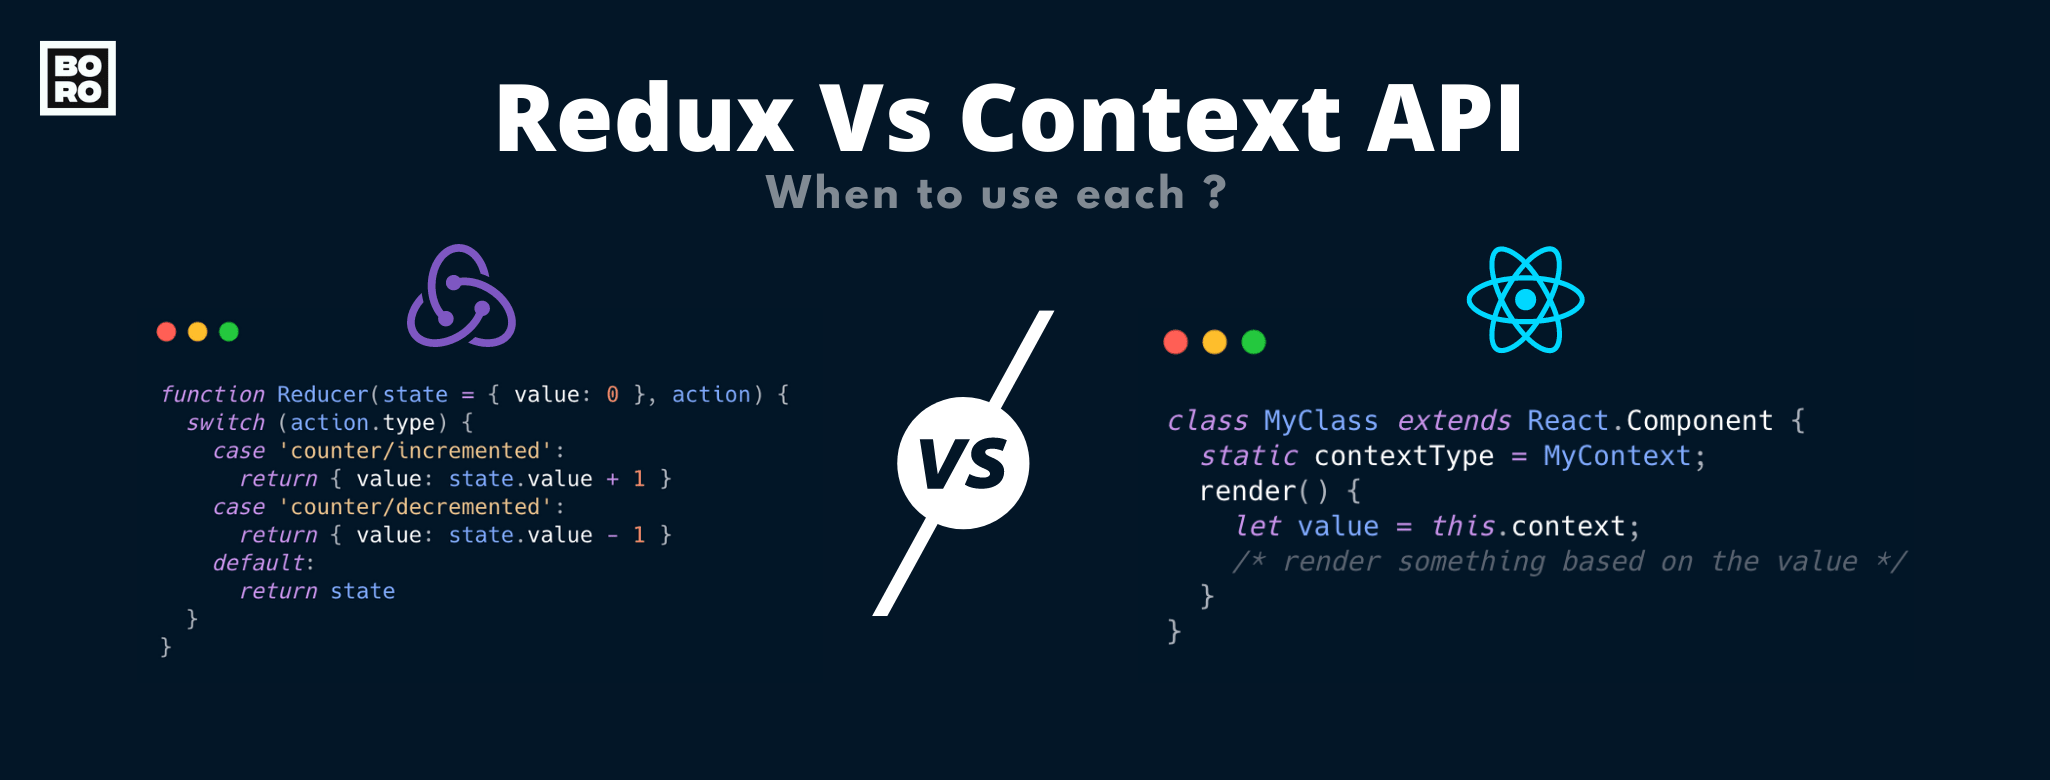 BO
RO
Redux Vs Context API
When to use each ?
function Reducer(state = { value: 0 }, action) {
  switch (action.type) {
    case 'counter/incremented':
      return { value: state.value + 1 }
    case 'counter/decremented':
      return { value: state.value - 1 }
    default:
      return state
  }
}
VS
class MyClass extends React.Component {
  static contextType = MyContext;
  render() {
    let value = this.context;
    /* render something based on the value */
  }
}